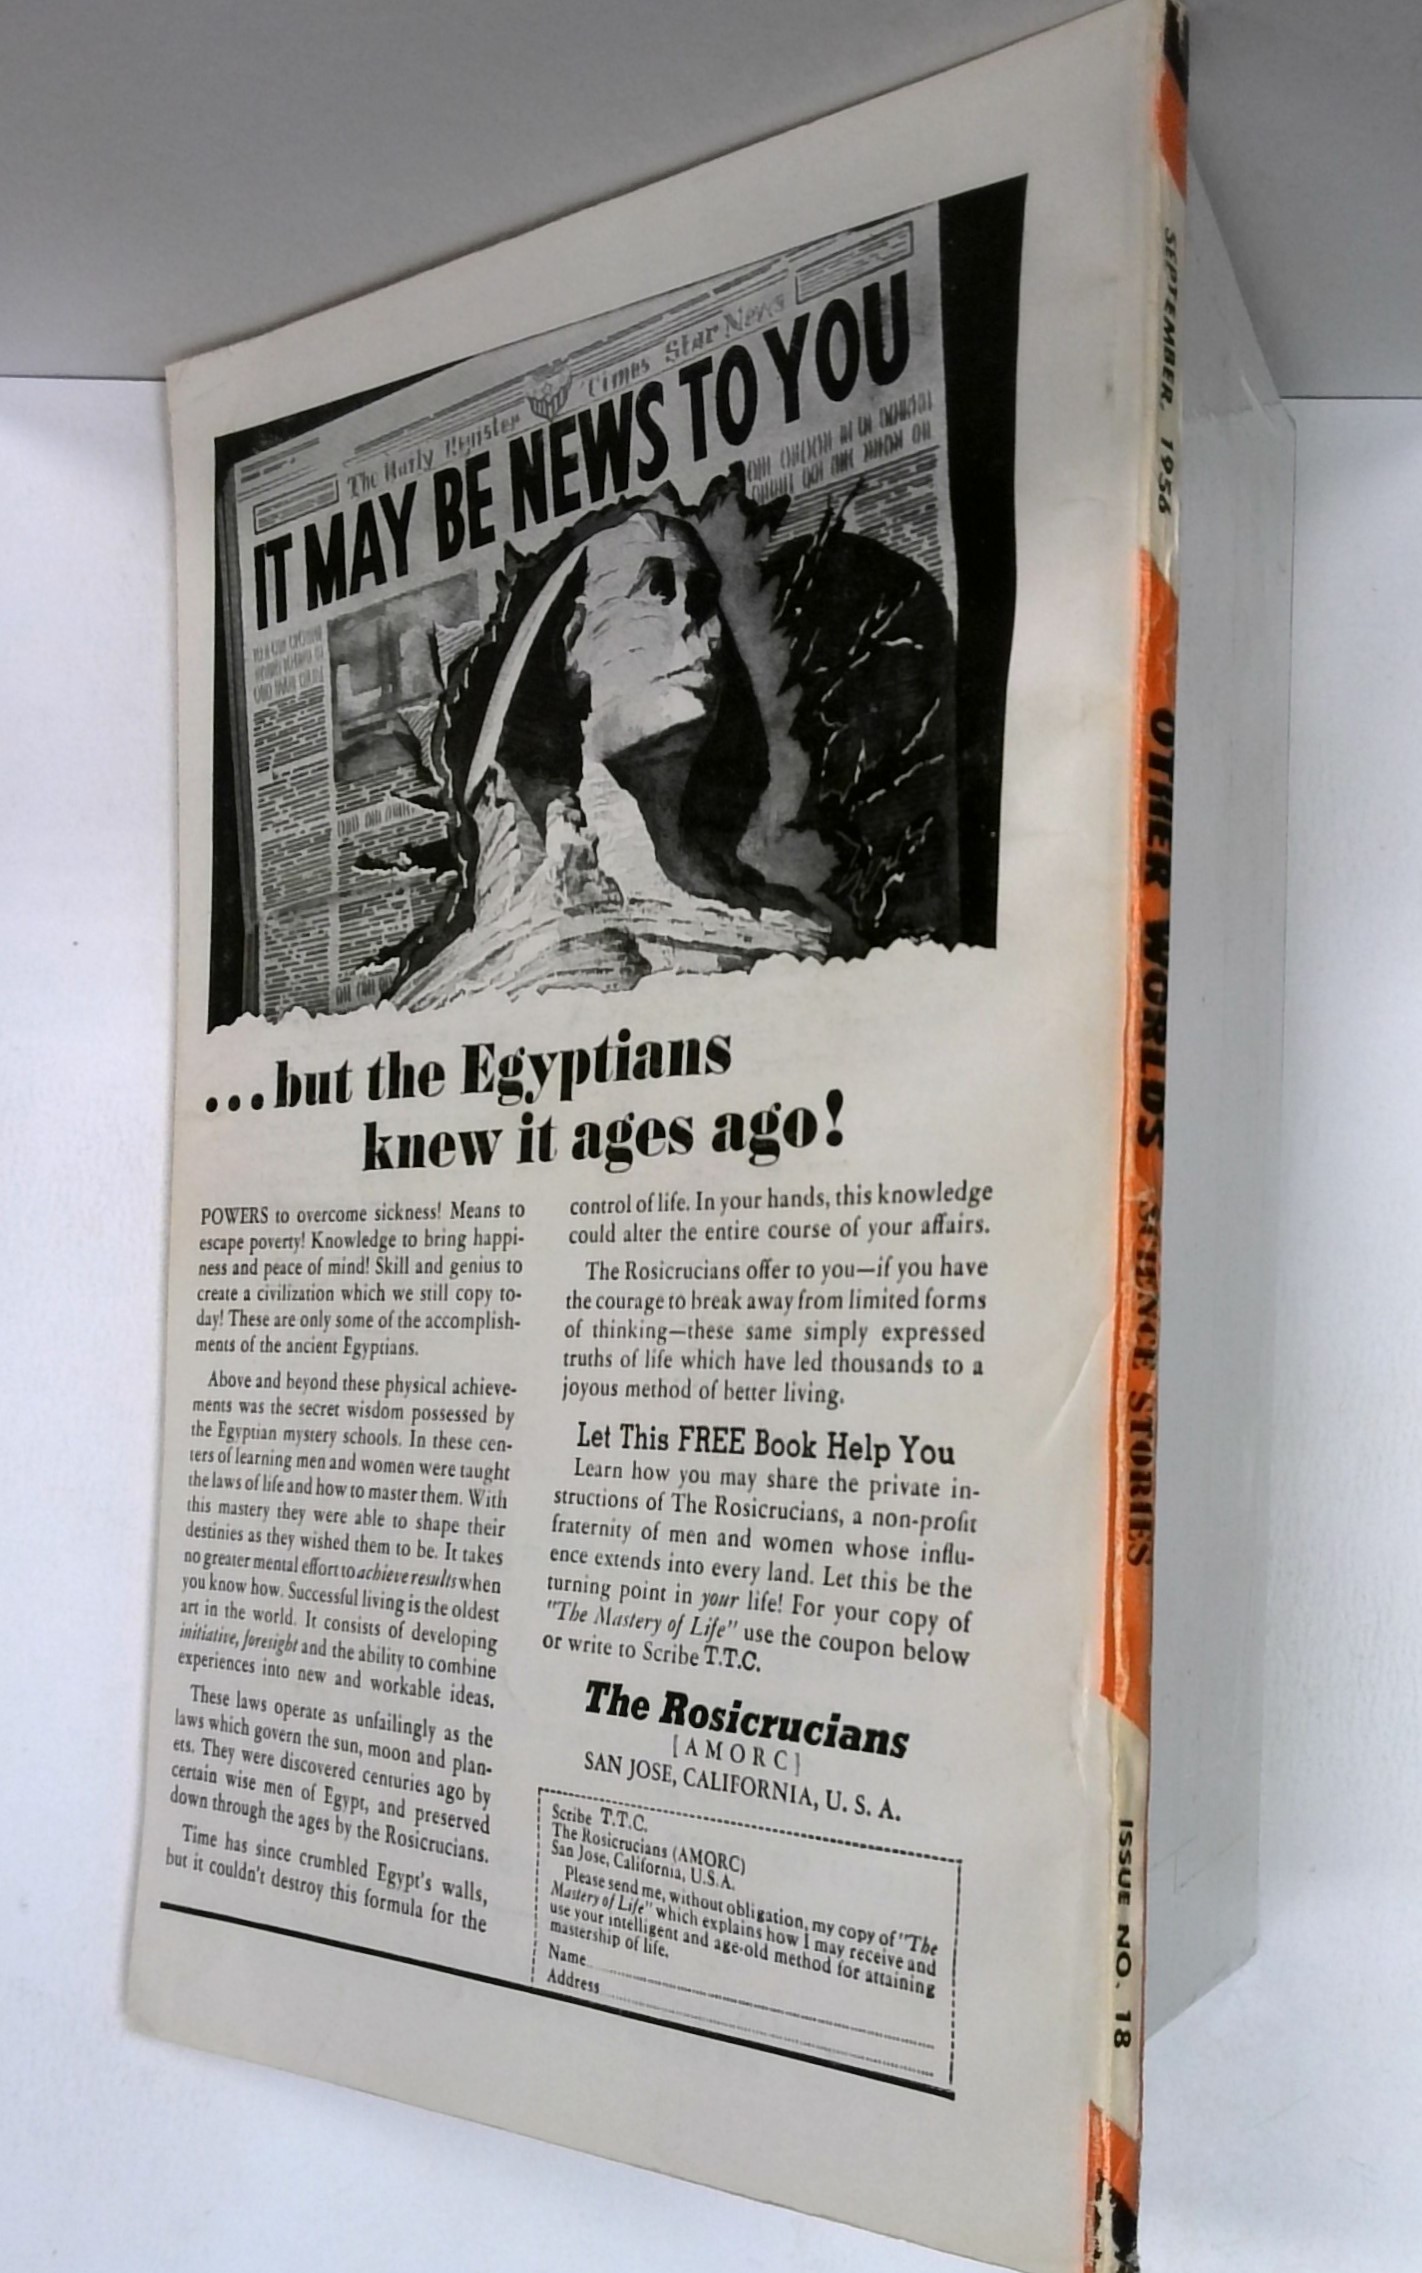 The Daily Register
Times Star News
IT MAY BE NEWS TO YOU
...but the Egyptians
knew it ages ago!
POWERS to overcome sickness! Means to
escape poverty! Knowledge to bring happi-
ness and peace of mind! Skill and genius to
create a civilization which we still copy to-
day! These are only some of the accomplish-
ments of the ancient Egyptians.
Above and beyond these physical achieve-
ments was the secret wisdom possessed by
the Egyptian mystery schools. In these cen-
ters of learning men and women were taught
the laws of life and how to master them. With
this mastery they were able to shape their
destinies as they wished them to be. It takes
no greater mental effort to achieve results when
you know how. Successful living is the oldest
art in the world. It consists of developing
initiative, foresight and the ability to combine
experiences into new and workable ideas.
These laws operate as unfailingly as the
laws which govern the sun, moon and plan-
ets. They were discovered centuries ago by
certain wise men of Egypt, and preserved
down through the ages by the Rosicrucians.
Time has since crumbled Egypt's walls,
but it couldn't destroy this formula for the
control of life. In your hands, this knowledge
could alter the entire course of your affairs.
The Rosicrucians offer to you—if you have
the courage to break away from limited forms
of thinking—these same simply expressed
truths of life which have led thousands to a
joyous method of better living.
Let This FREE Book Help You
Learn how you may share the private in-
structions of The Rosicrucians, a non-profit
fraternity of men and women whose influ-
ence extends into every land. Let this be the
turning point in your life! For your copy of
"The Mastery of Life" use the coupon below
or write to Scribe T.T.C.
The Rosicrucians
[AMORC]
SAN JOSE, CALIFORNIA, U. S. A.
Scribe T.T.C.
The Rosicrucians (AMORC)
San Jose, California, U.S.A.
Please send me, without obligation, my copy of "The
Mastery of Life" which explains how I may receive and
use your intelligent and age-old method for attaining
mastership of life.
Name
Address
SEPTEMBER, 1956
OTHER WORLDS SCIENCE STORIES
ISSUE NO. 18